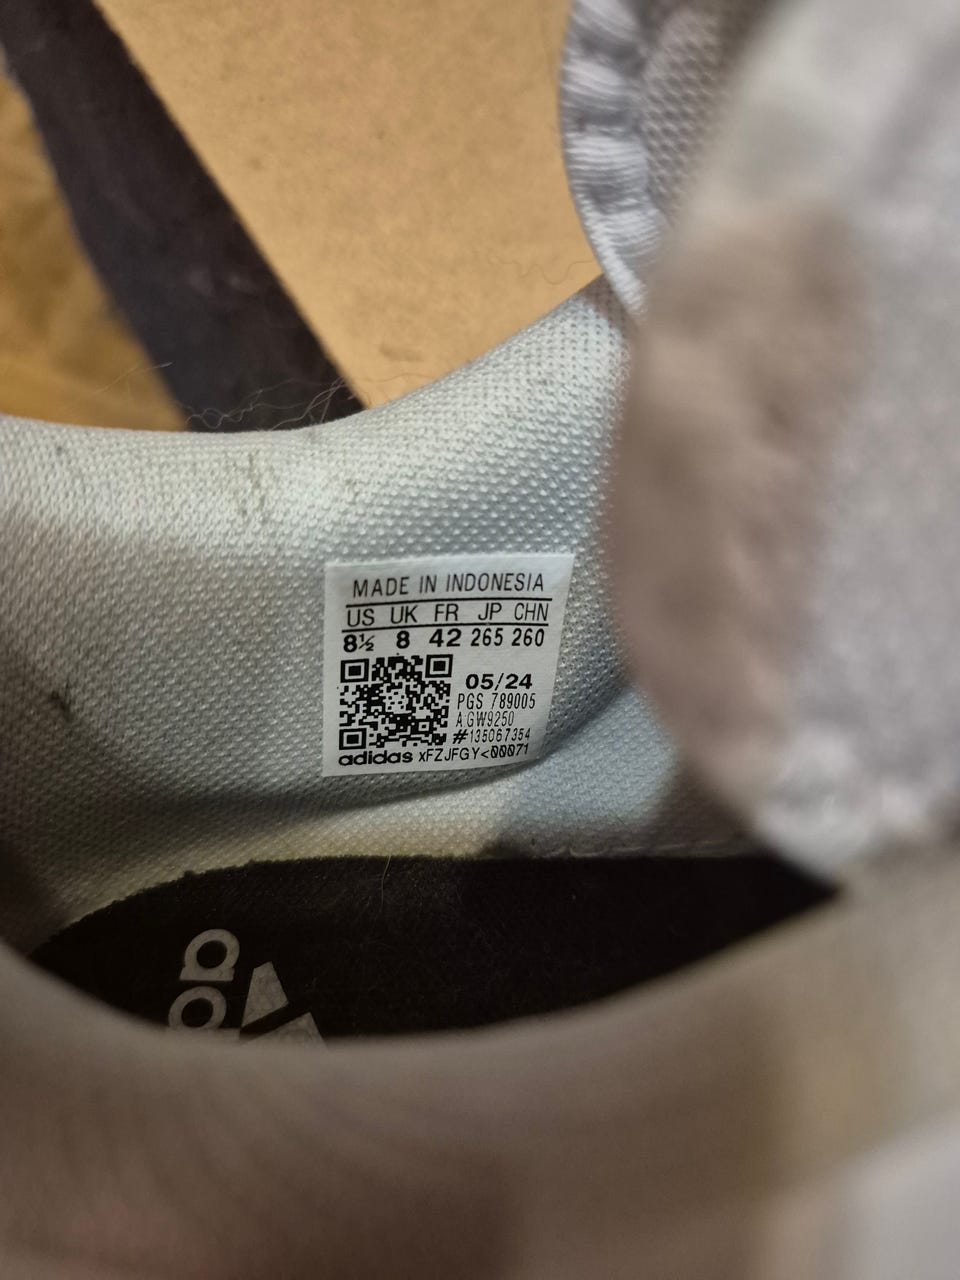 MADE IN INDONESIA
US UK FR JP CHN
8½ 8 42 265 260
05/24
PGS 789005
A:GW9250
#135067354
adidas xFZJFGY<00071